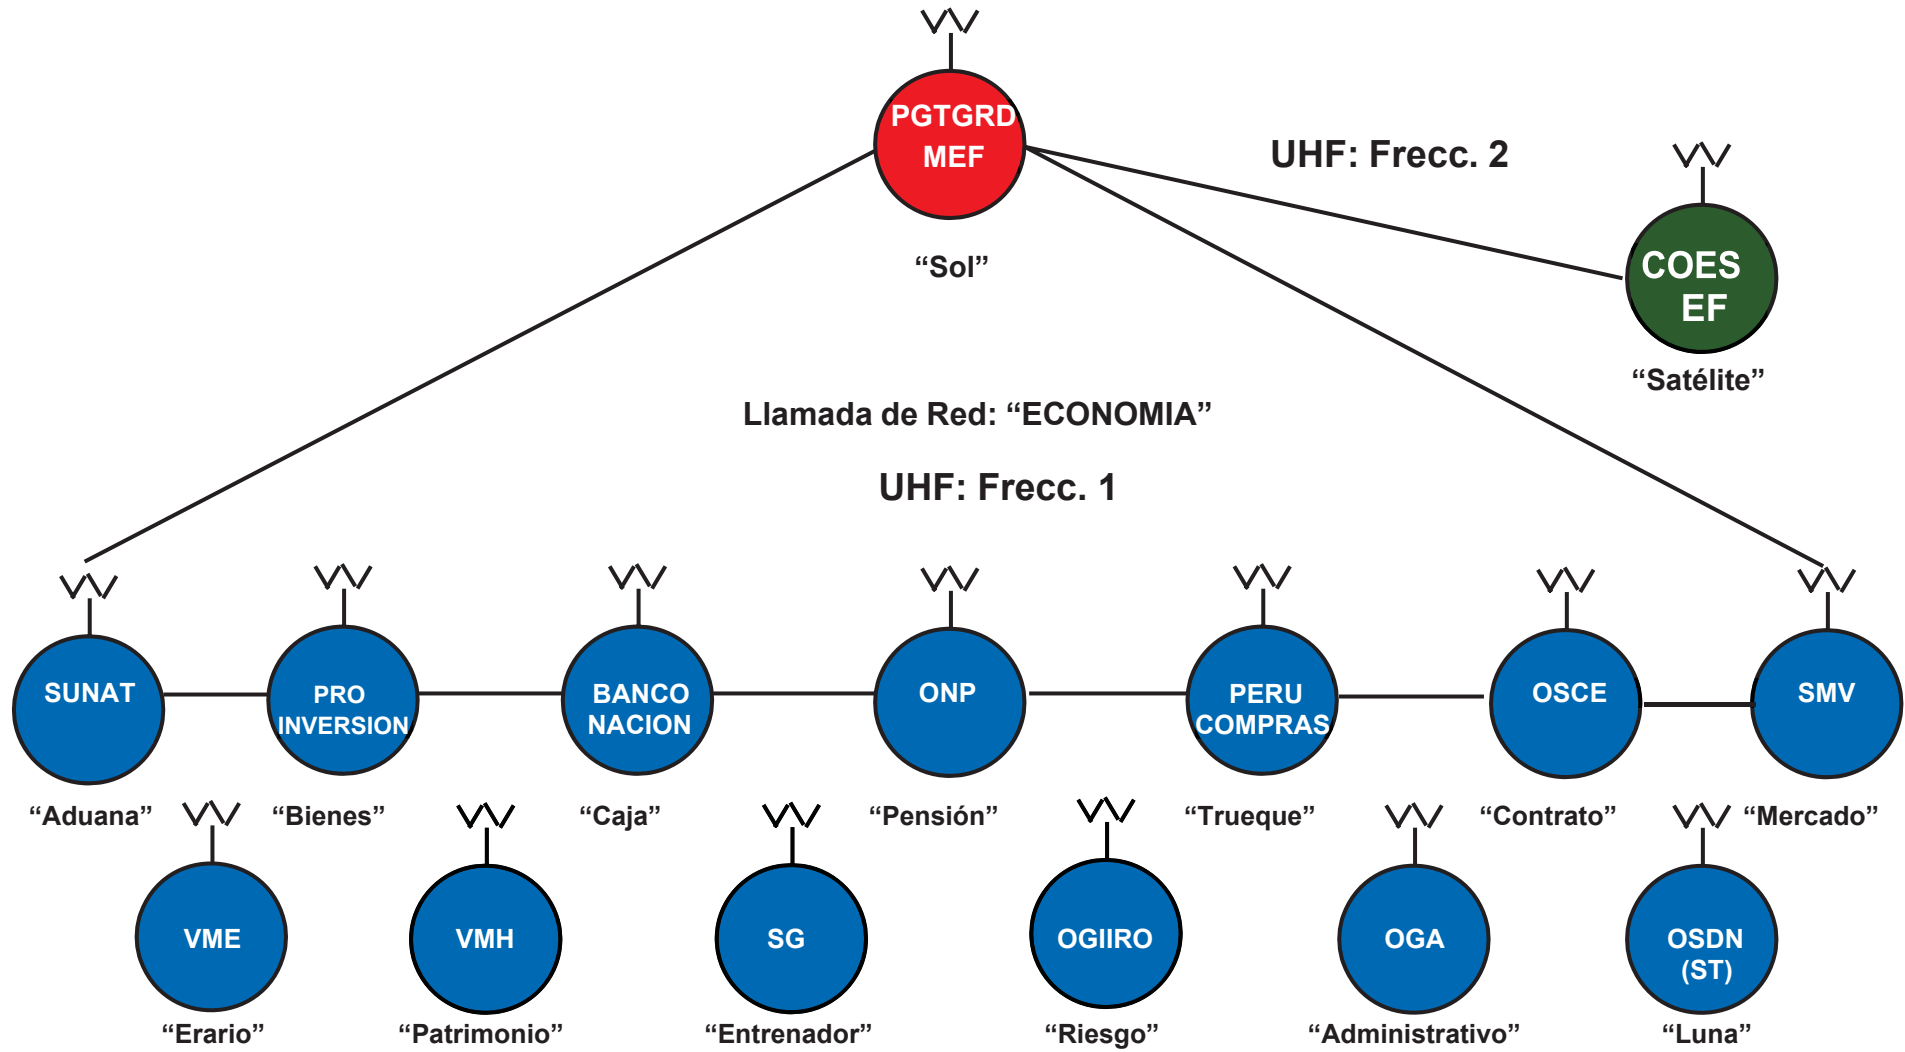 PGTGRD
MEF
“Sol”
UHF: Frecc. 2
COES
EF
“Satélite”
Llamada de Red: “ECONOMIA”
UHF: Frecc. 1
SUNAT
PRO
INVERSION
BANCO
NACION
ONP
PERU
COMPRAS
OSCE
SMV
“Aduana”
“Bienes”
“Caja”
“Pensión”
“Trueque”
“Contrato”
“Mercado”
VME
VMH
SG
OGIIRO
OGA
OSDN
(ST)
“Erario”
“Patrimonio”
“Entrenador”
“Riesgo”
“Administrativo”
“Luna”